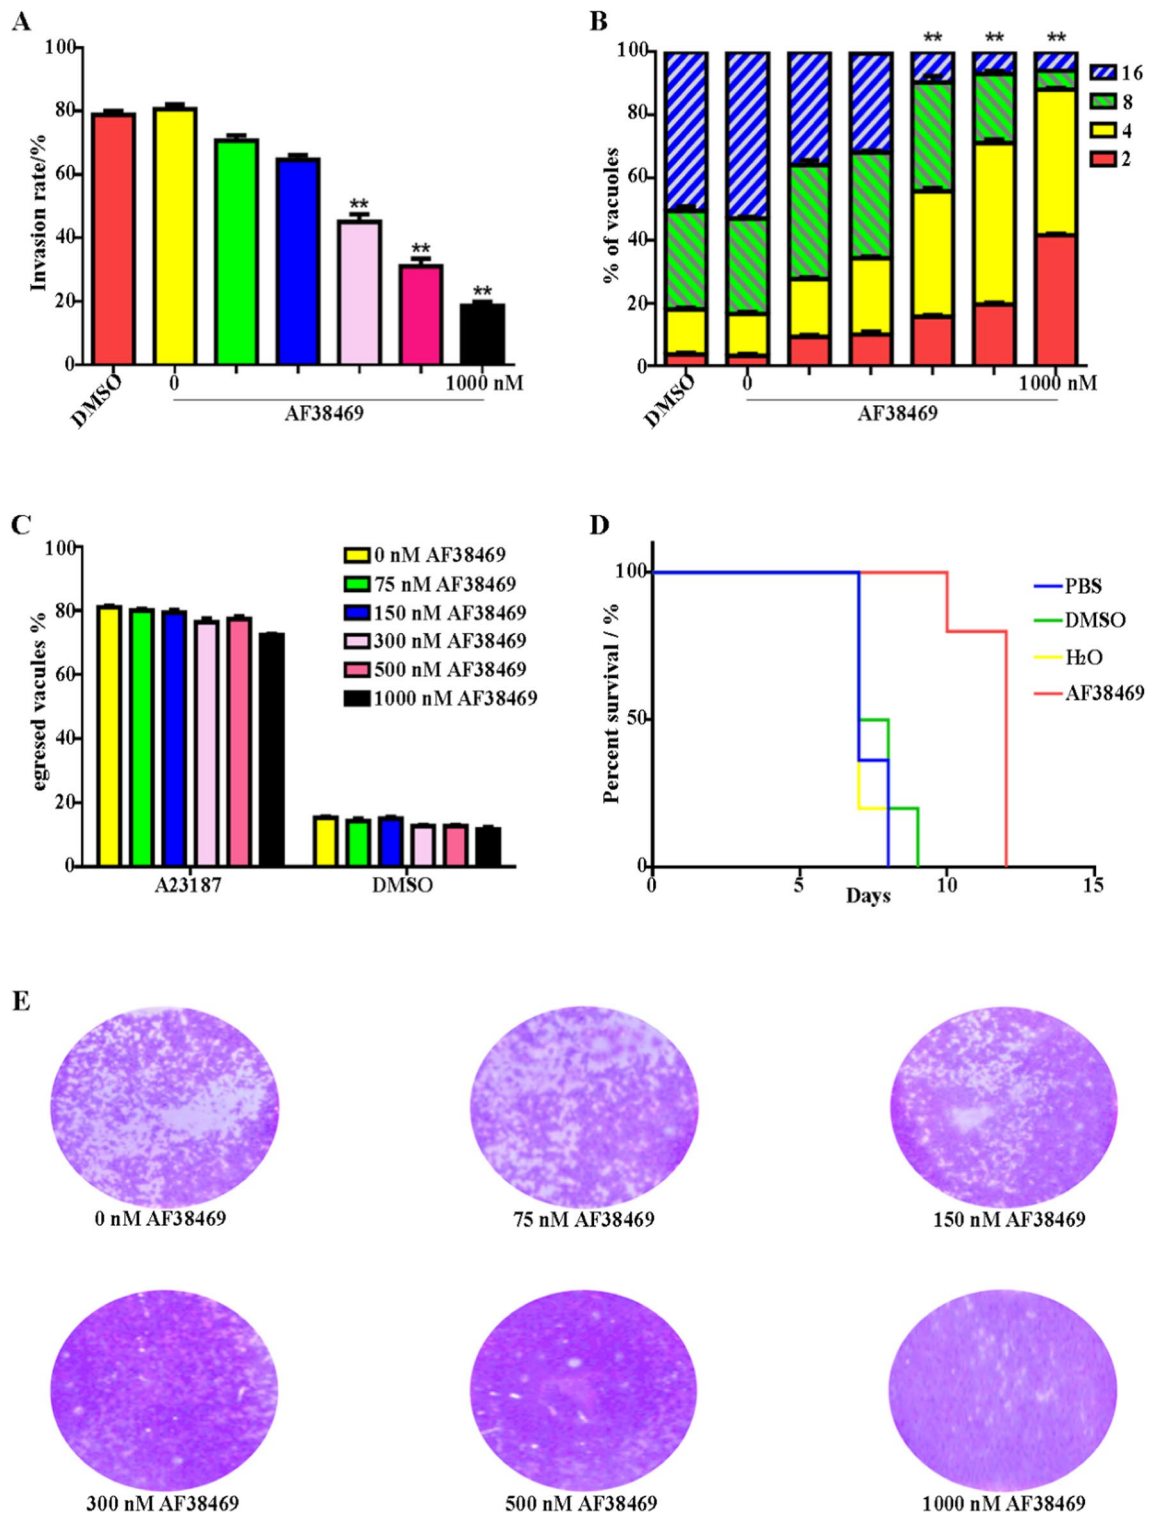 A
Invasion rate/%
100
80
60
40
20
0
DMSO
0
1000 nM
AF38469
B
% of vacuoles
100
80
60
40
20
0
** ** **
16
8
4
2
DMSO
0
1000 nM
AF38469
**
**
**
C
egresed vacules %
100
80
60
40
20
0
0 nM AF38469
75 nM AF38469
150 nM AF38469
300 nM AF38469
500 nM AF38469
1000 nM AF38469
A23187
DMSO
D
Percent survival / %
100
50
0
PBS
DMSO
H₂O
AF38469
0 5 10 15
Days
E
0 nM AF38469
75 nM AF38469
150 nM AF38469
300 nM AF38469
500 nM AF38469
1000 nM AF38469